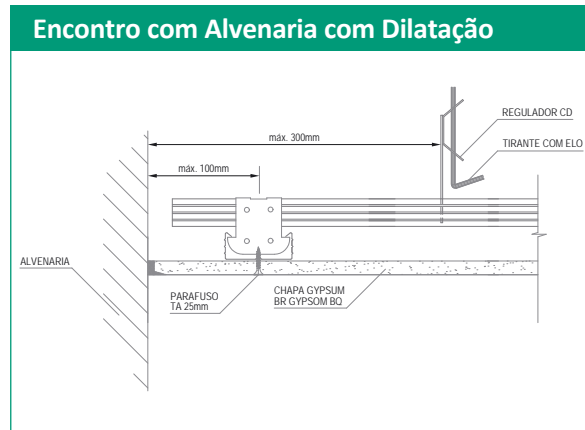 Encontro com Alvenaria com Dilatação
REGULADOR CD
máx. 300mm
TIRANTE COM ELO
máx. 100mm
ALVENARIA
PARAFUSO
TA 25mm
CHAPA GYPSUM
BR GYPSOM BQ